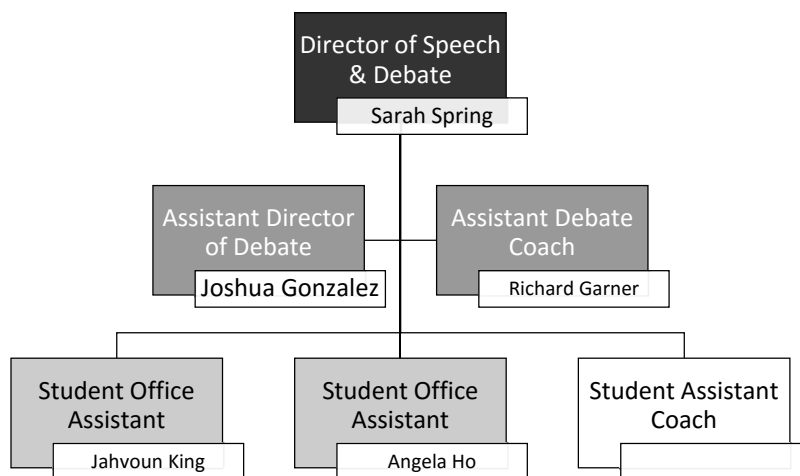 Director of Speech
& Debate
Sarah Spring
Assistant Director
of Debate
Joshua Gonzalez
Assistant Debate
Coach
Richard Garner
Student Office
Assistant
Jahvoun King
Student Office
Assistant
Angela Ho
Student Assistant
Coach